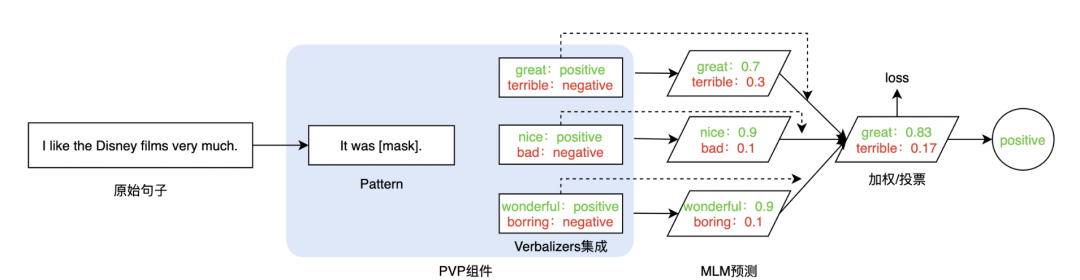 I like the Disney films very much.
原始句子
It was [mask].
Pattern
great：positive
terrible：negative
nice：positive
bad：negative
wonderful：positive
borring：negative
Verbalizers集成
PVP组件
great：0.7
terrible：0.3
nice：0.9
bad：0.1
wonderful：0.9
borring：0.1
MLM预测
loss
great：0.83
terrible：0.17
加权/投票
positive